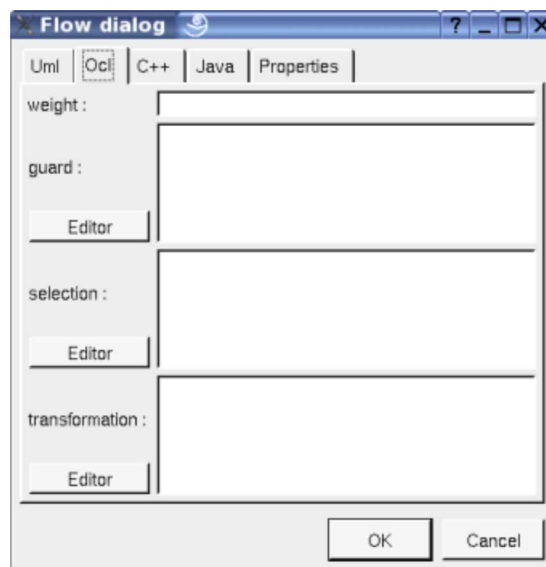 Flow dialog
Uml Ocl C++ Java Properties
weight :
guard :
Editor
selection :
Editor
transformation :
Editor
OK Cancel